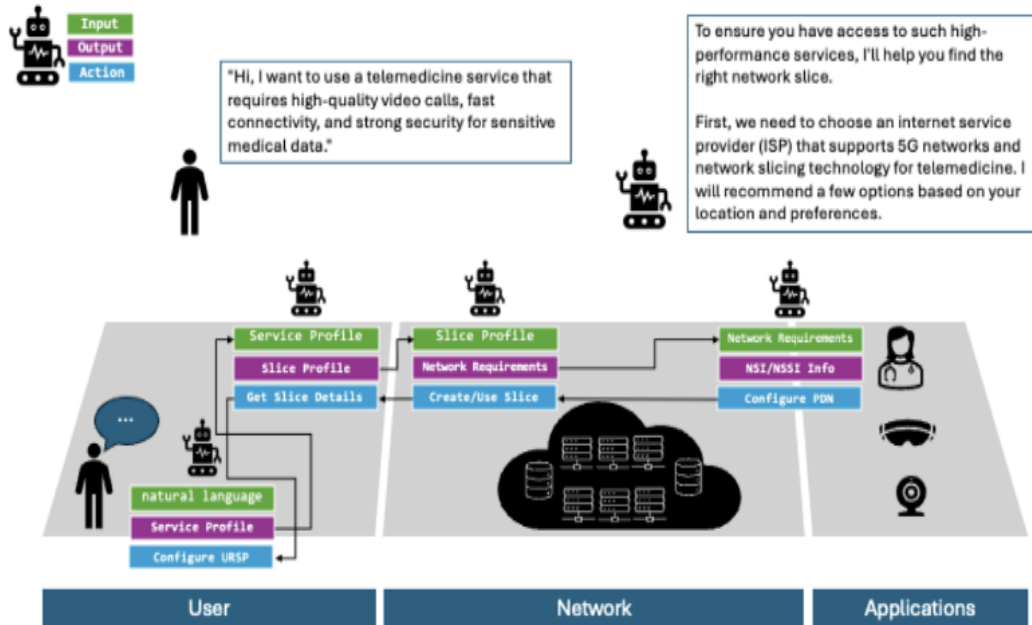 Input
Output
Action
"Hi, I want to use a telemedicine service that
requires high-quality video calls, fast
connectivity, and strong security for sensitive
medical data."
To ensure you have access to such high-
performance services, I'll help you find the
right network slice.
First, we need to choose an internet service
provider (ISP) that supports 5G networks and
network slicing technology for telemedicine. I
will recommend a few options based on your
location and preferences.
Service Profile
Slice Profile
Get Slice Details
Slice Profile
Network Requirements
Create/Use Slice
Network Requirements
NSI/NSSI Info
Configure PDN
...
natural language
Service Profile
Configure URSP
User
Network
Applications